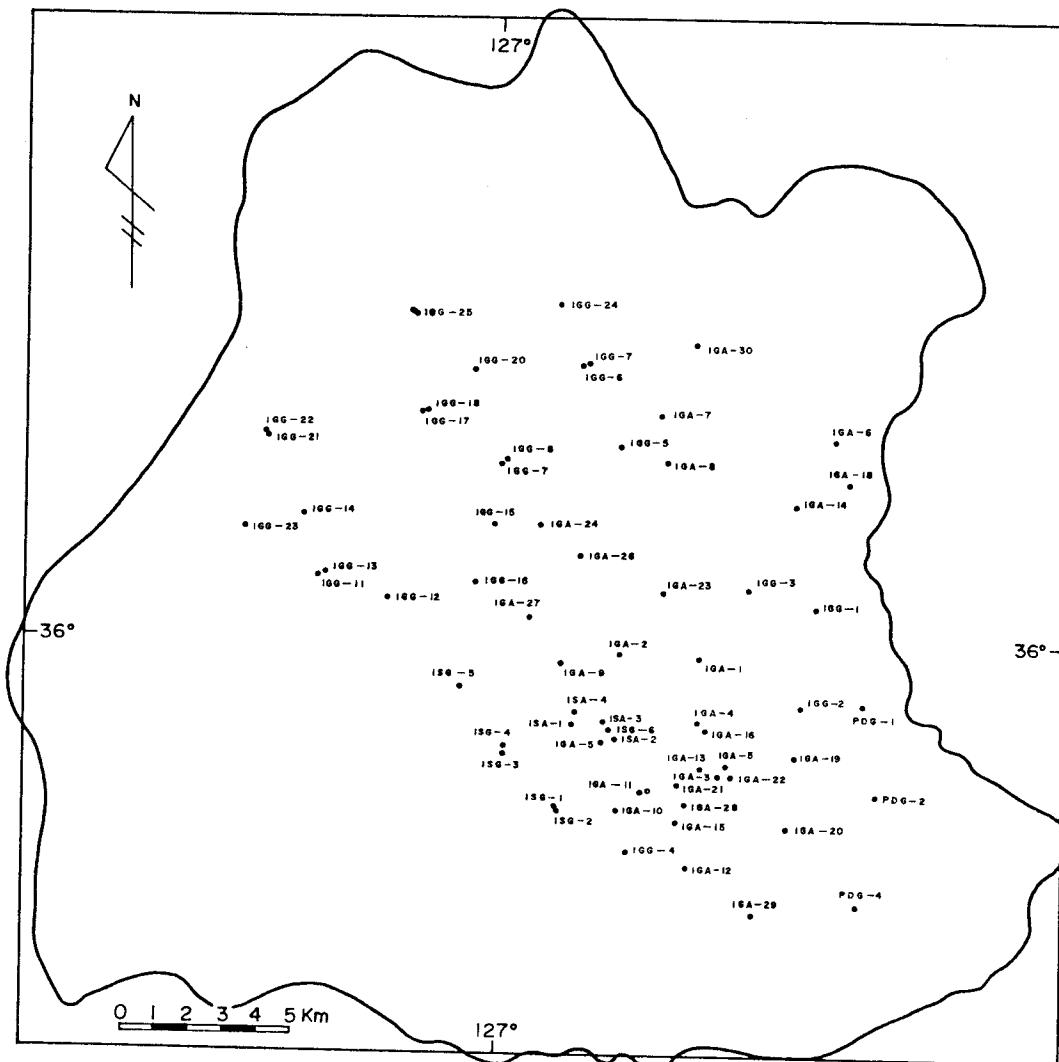 127°
N
IGG-25
IGG-24
IGA-30
IGG-20
IGG-7
IGG-6
IGG-18
IGG-17
IGA-7
IGG-22
IGG-21
IGA-6
IGG-5
IGG-8
IGG-7
IGA-8
IGA-18
IGG-14
IGG-15
IGA-24
IGA-14
IGG-23
IGA-26
IGG-13
IGG-11
IGG-16
IGG-12
IGA-23
IGG-3
IGA-27
IGG-1
36°
36°
IGA-2
IGA-9
IGA-1
ISG-5
ISA-4
IGG-2
PDG-1
ISA-1
ISA-3
ISG-6
ISA-2
IGA-4
IGA-16
ISG-4
ISG-3
IGA-5
IGA-13
IGA-5
IGA-19
IGA-3
IGA-22
IGA-11
IGA-21
PDG-2
ISG-1
ISG-2
IGA-10
IGA-28
IGA-15
IGA-20
IGG-4
IGA-12
IGA-29
PDG-4
0 1 2 3 4 5 Km
127°